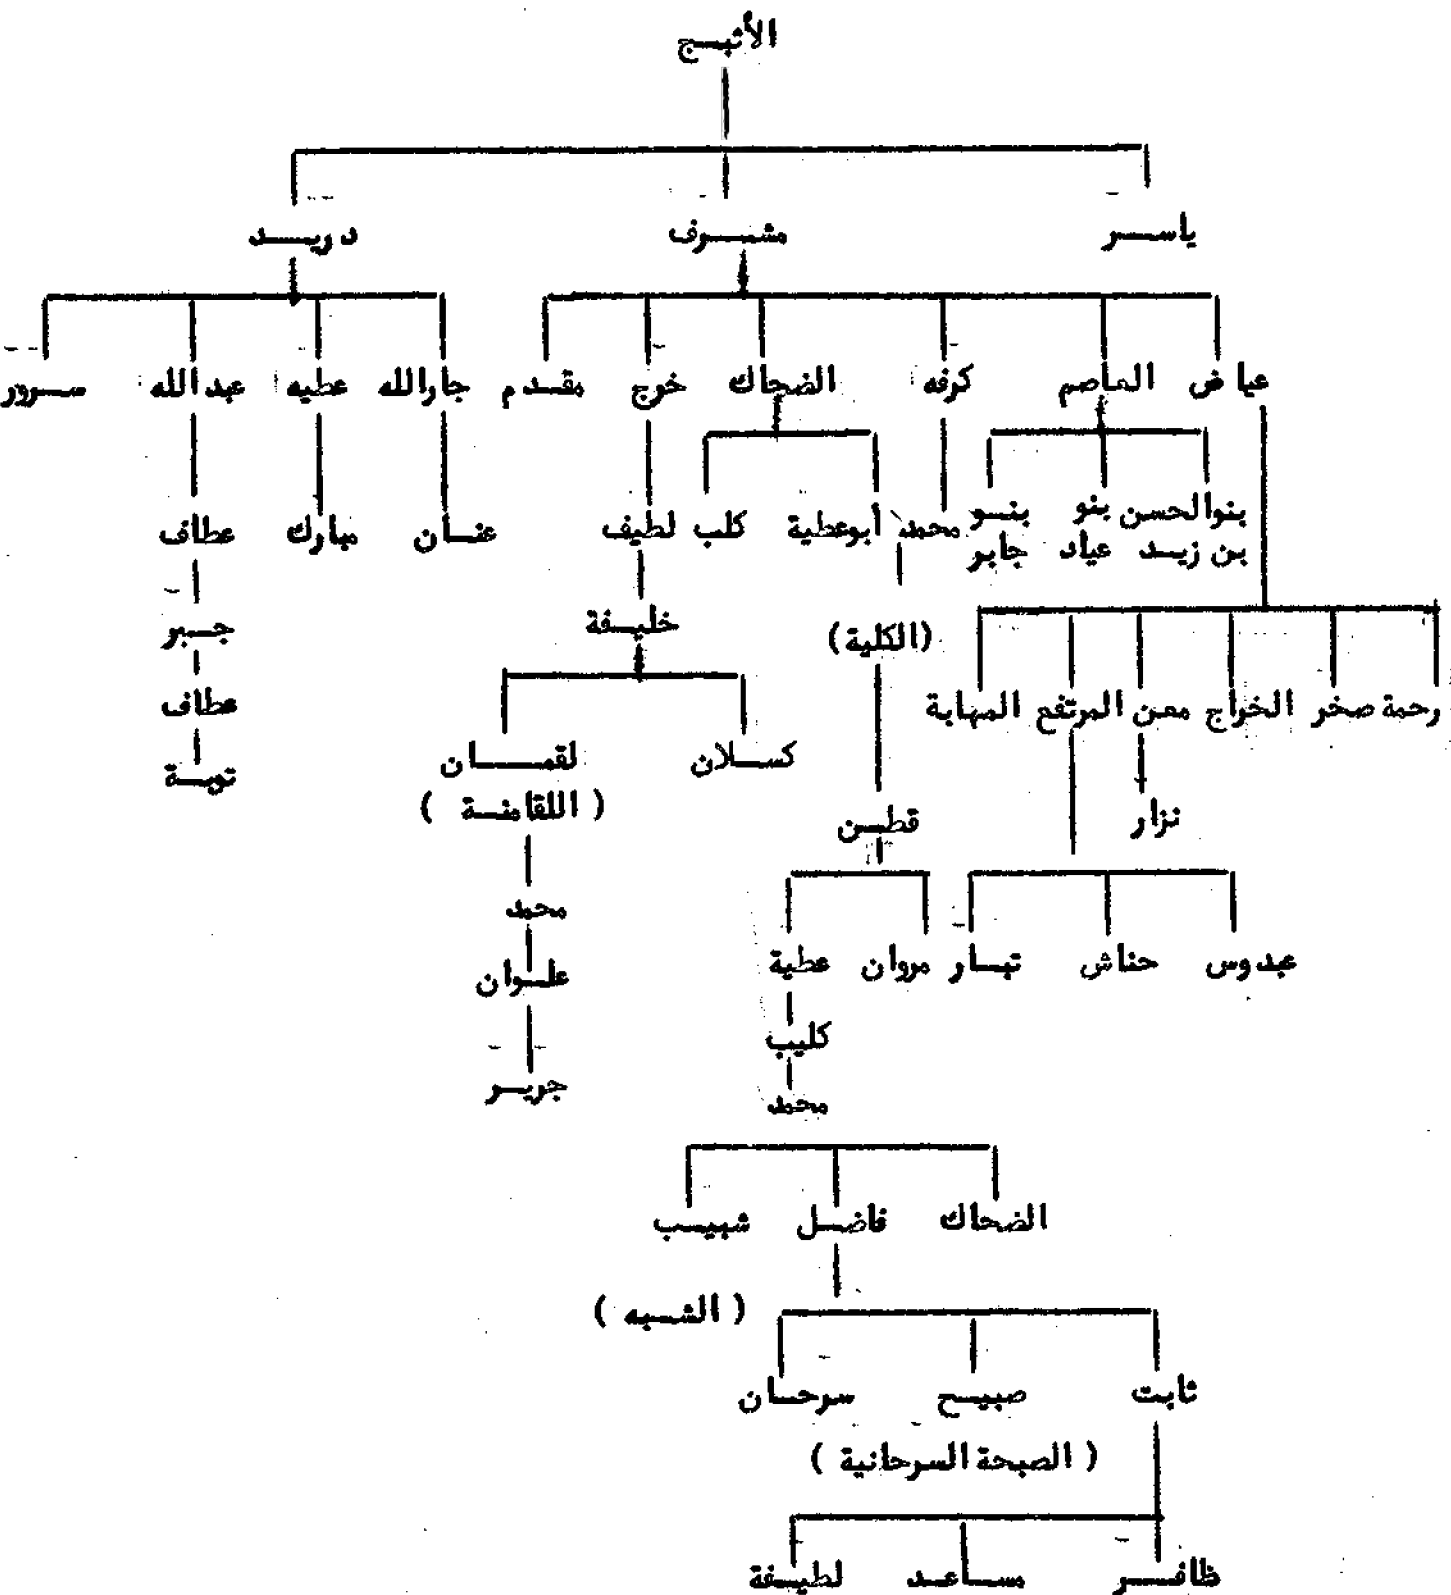 الأثبج
ياسر مشرف دريد
عياض العاصم كرفه الضحاك خرج مقدم جارالله عطيه عبدالله سرور
بنوالحسن بنو بنو محمد أبوعطية كلب لطيف عنان مبارك عطاف
بن زيد عياد جابر
(الكلية) خليفة جبر
رحمة صخر الخراج معن المرتفع المهابة عطاف
كسلان لقمان توبة
نزار قطن ( اللقامنة )
محمد
عبدوس حناش تبار مروان عطية علوان
كليب
جرير
محمد
الضحاك فاضل شبيب
( الشبه )
ثابت صبيح سرحان
( الصبحة السرحانية )
ظافر مساعد لطيفة